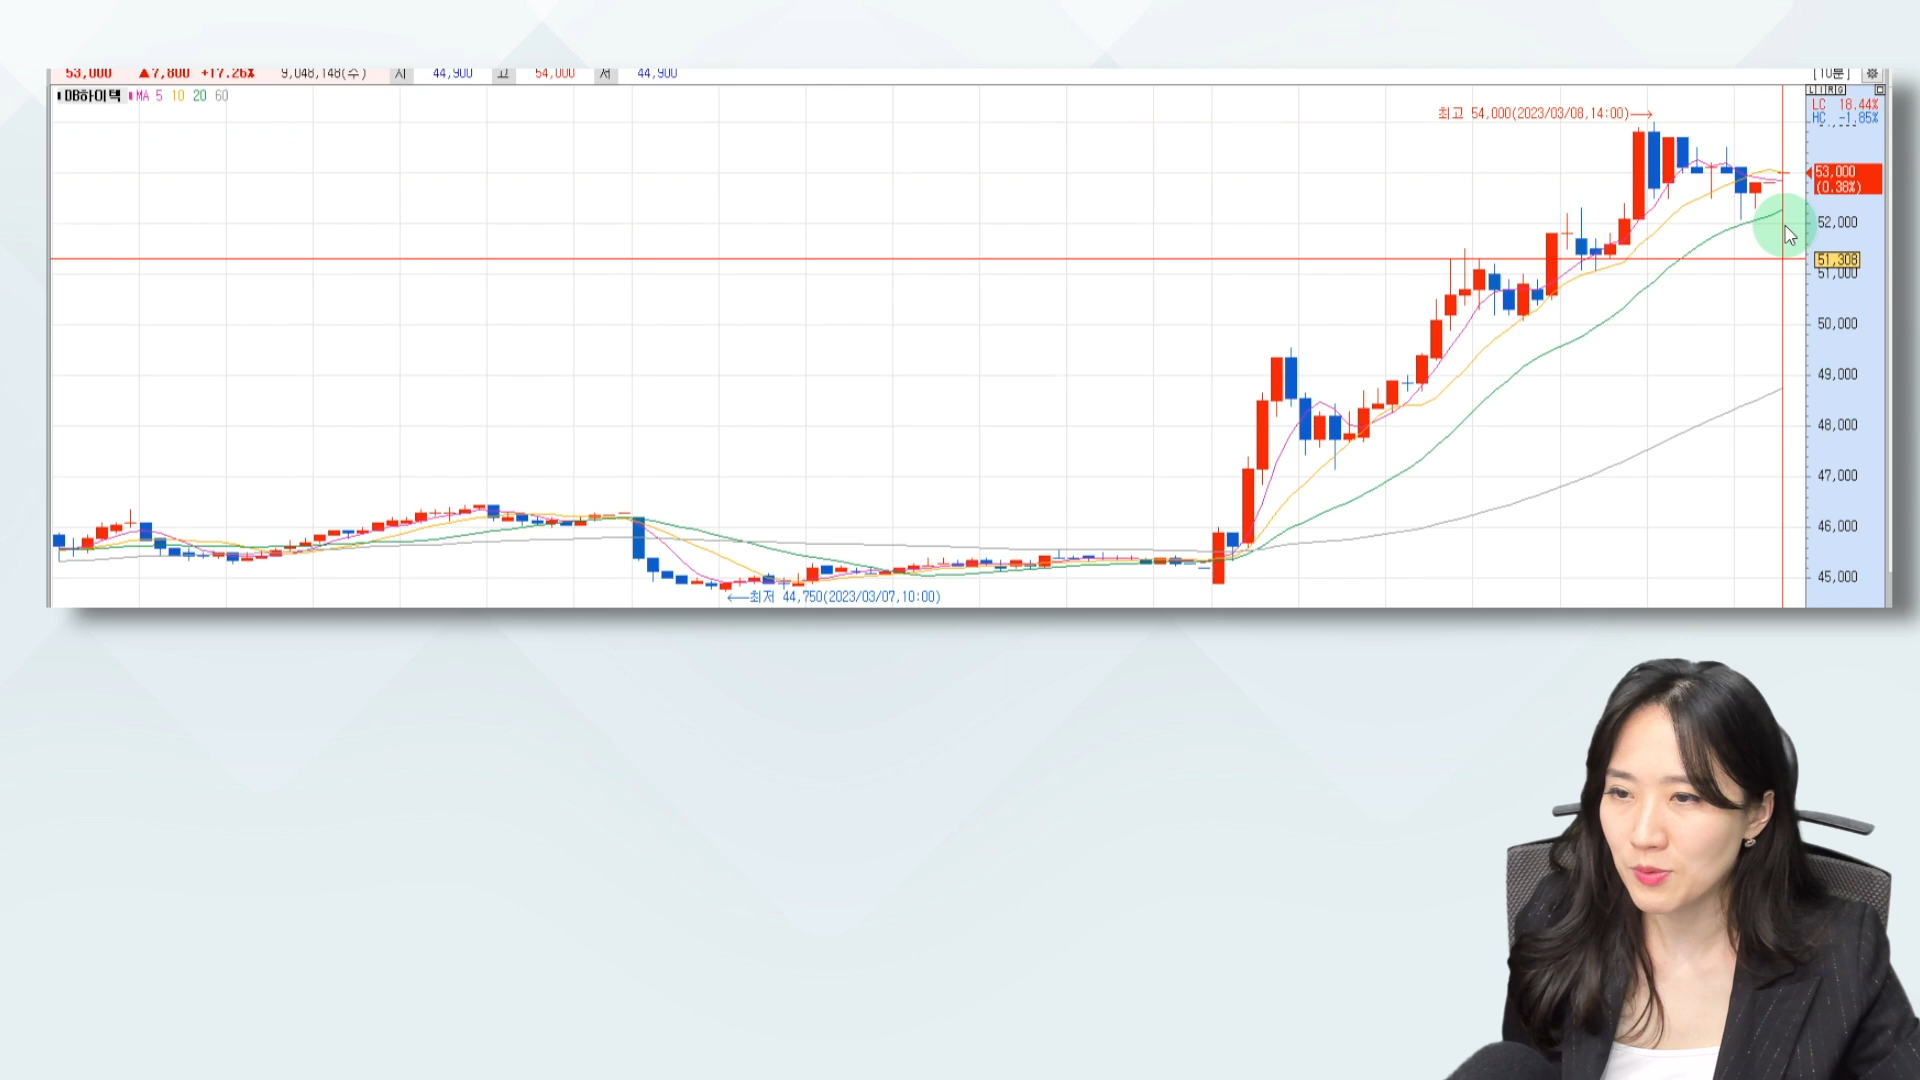 53,000 ▲7,800 +17.26% 9,048,148(주) 시 44,900 고 54,000 저 44,900 [10분]
DB하이텍 MA 5 10 20 60
L I R G
LC 18.44%
HC -1.85%
최고 54,000(2023/03/08,14:00)→
53,000
(0.38%)
52,000
51,308
51,000
50,000
49,000
48,000
47,000
46,000
45,000
←최저 44,750(2023/03/07,10:00)